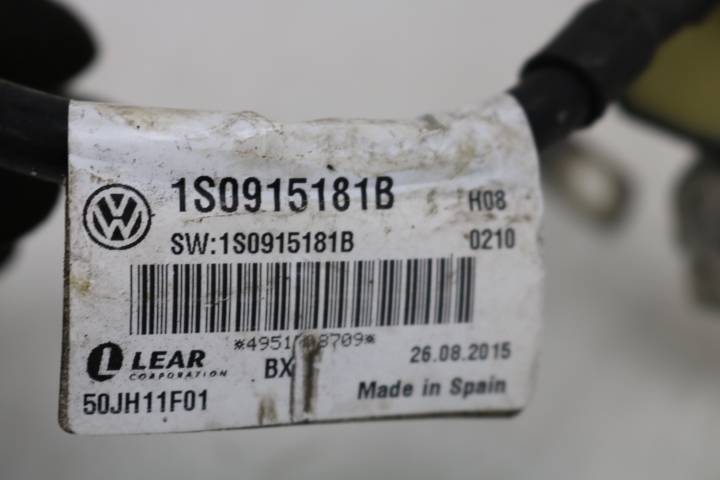 1S0915181B H08
SW:1S0915181B 0210
LEAR BX 26.08.2015
CORPORATION
50JH11F01 Made in Spain